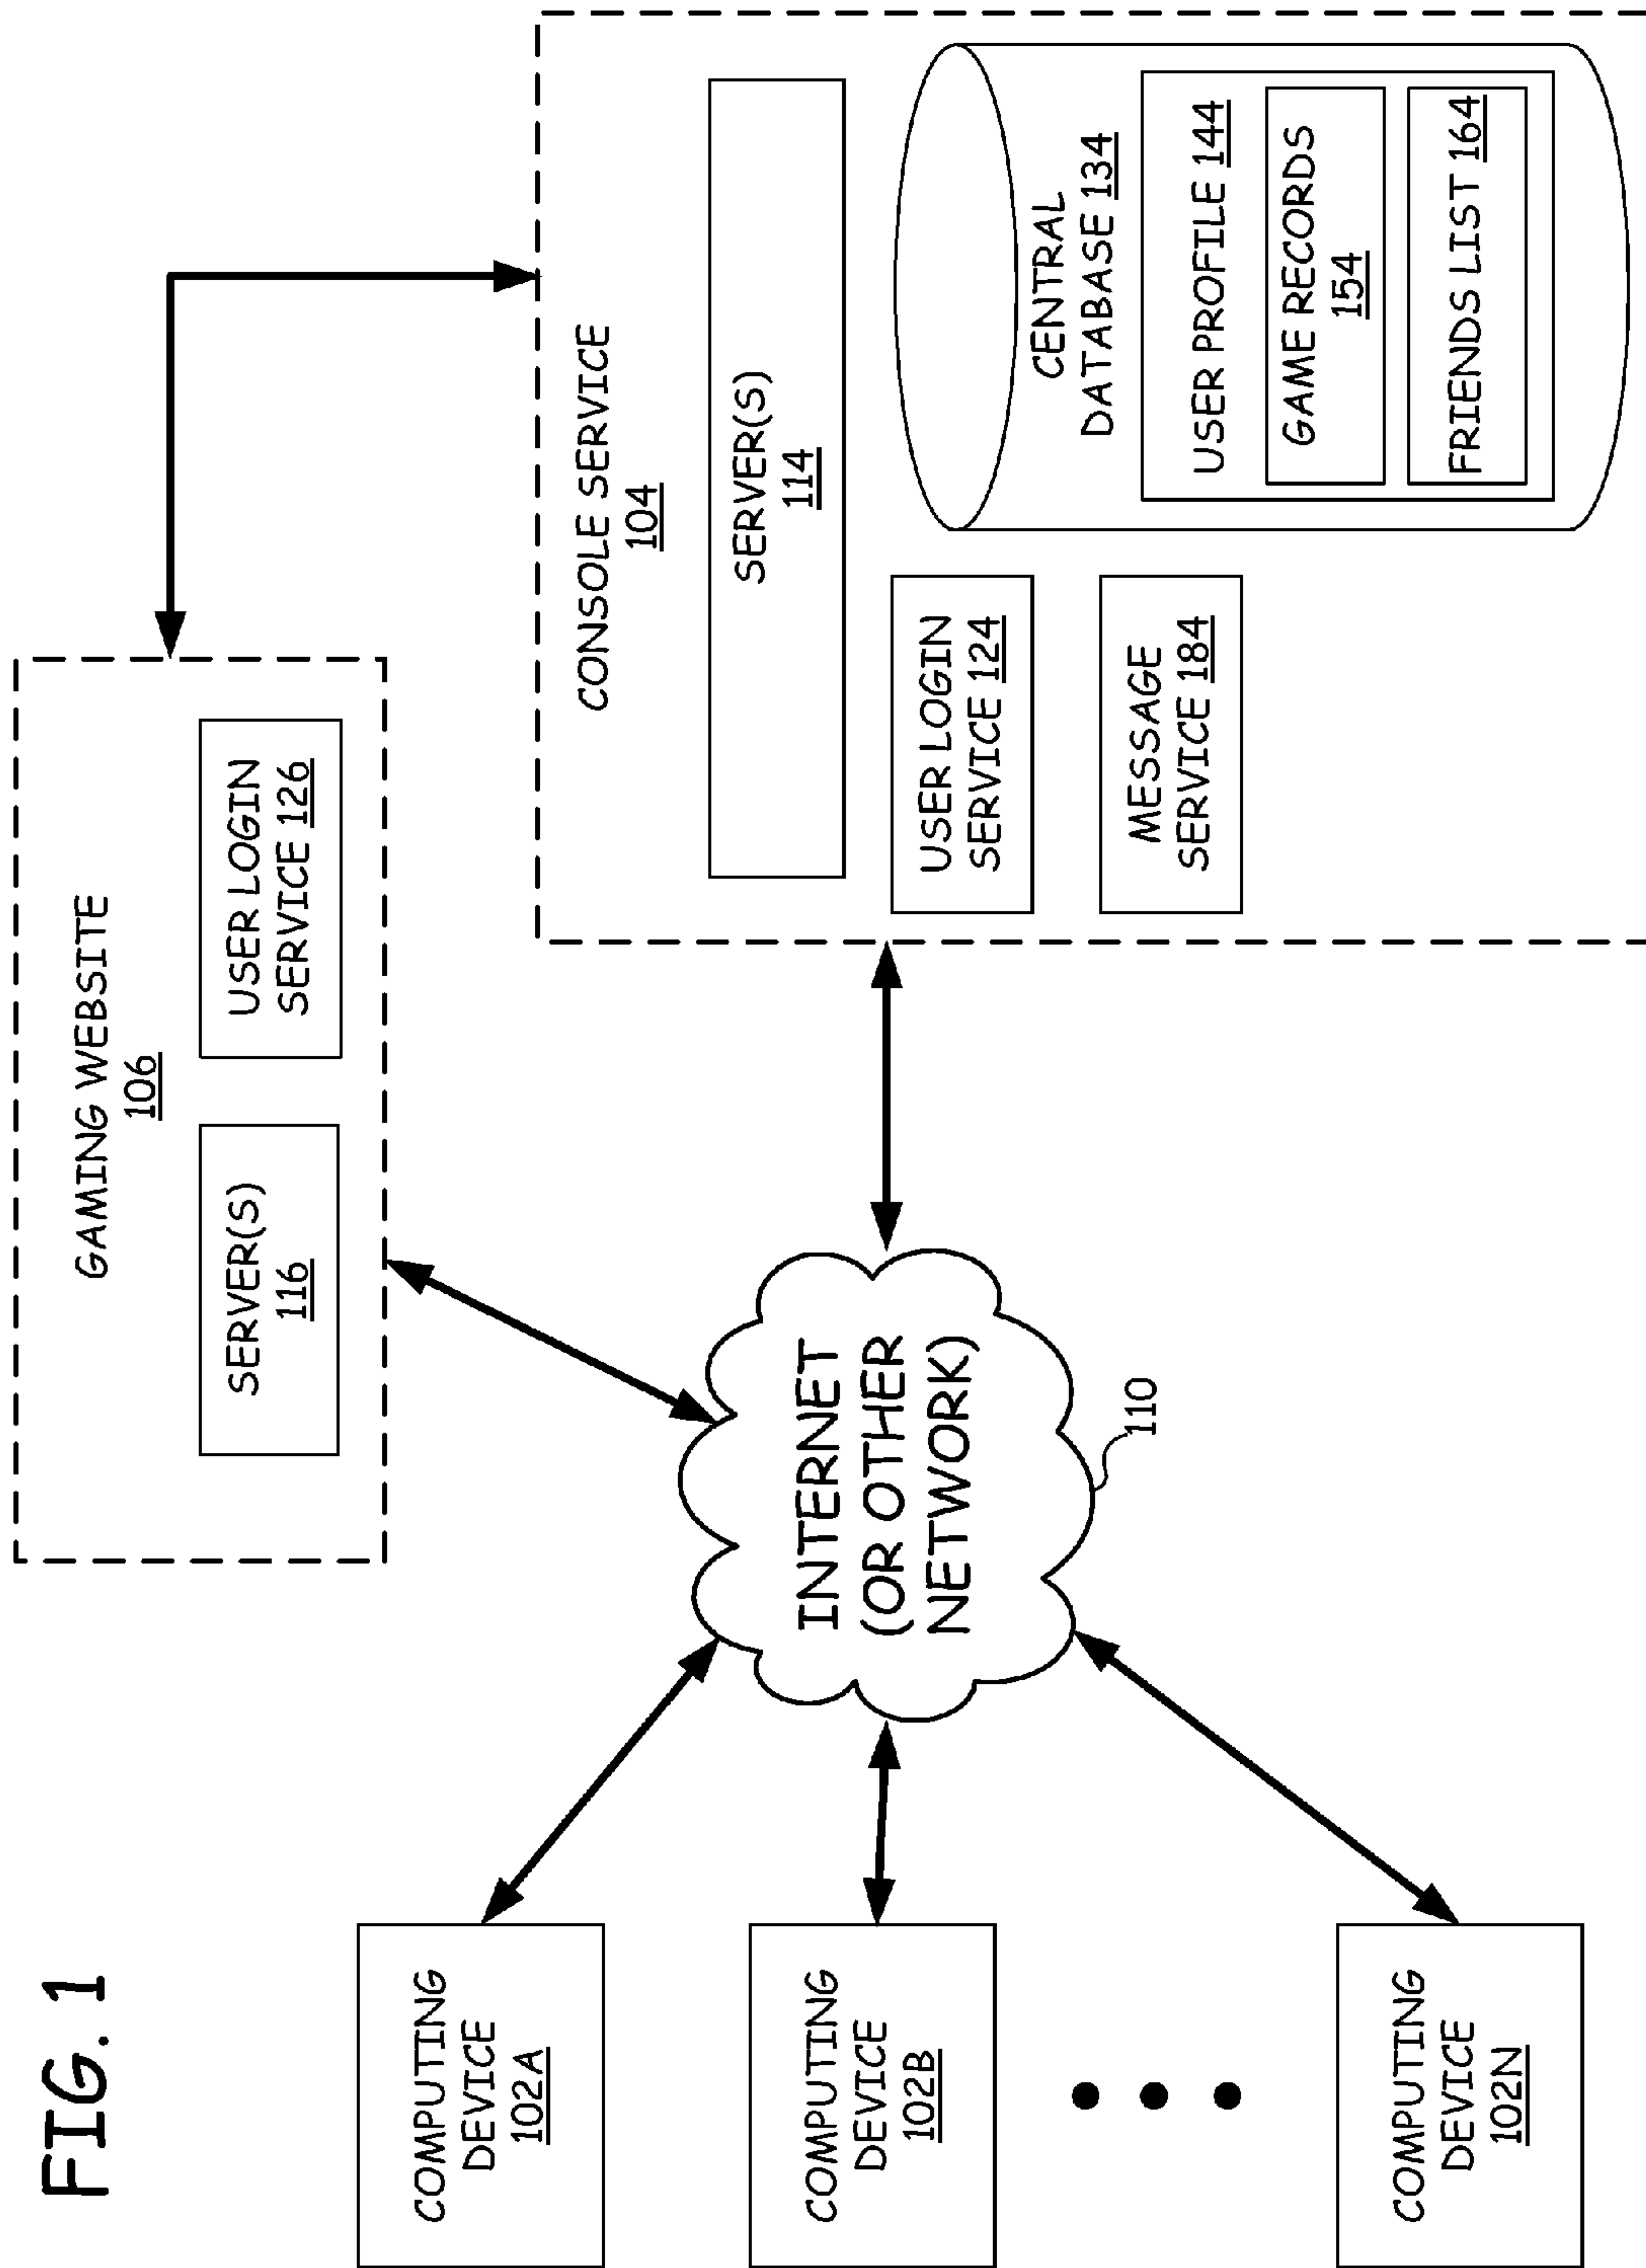 FIG. 1
GAMING WEBSITE
106
SERVER(S)
116
USER LOGIN
SERVICE 126
COMPUTING
DEVICE
102A
COMPUTING
DEVICE
102B
COMPUTING
DEVICE
102N
INTERNET
(OR OTHER
NETWORK)
110
CONSOLE SERVICE
104
SERVER(S)
114
USER LOGIN
SERVICE 124
MESSAGE
SERVICE 184
CENTRAL
DATABASE 134
USER PROFILE 144
GAME RECORDS
154
FRIENDS LIST 164